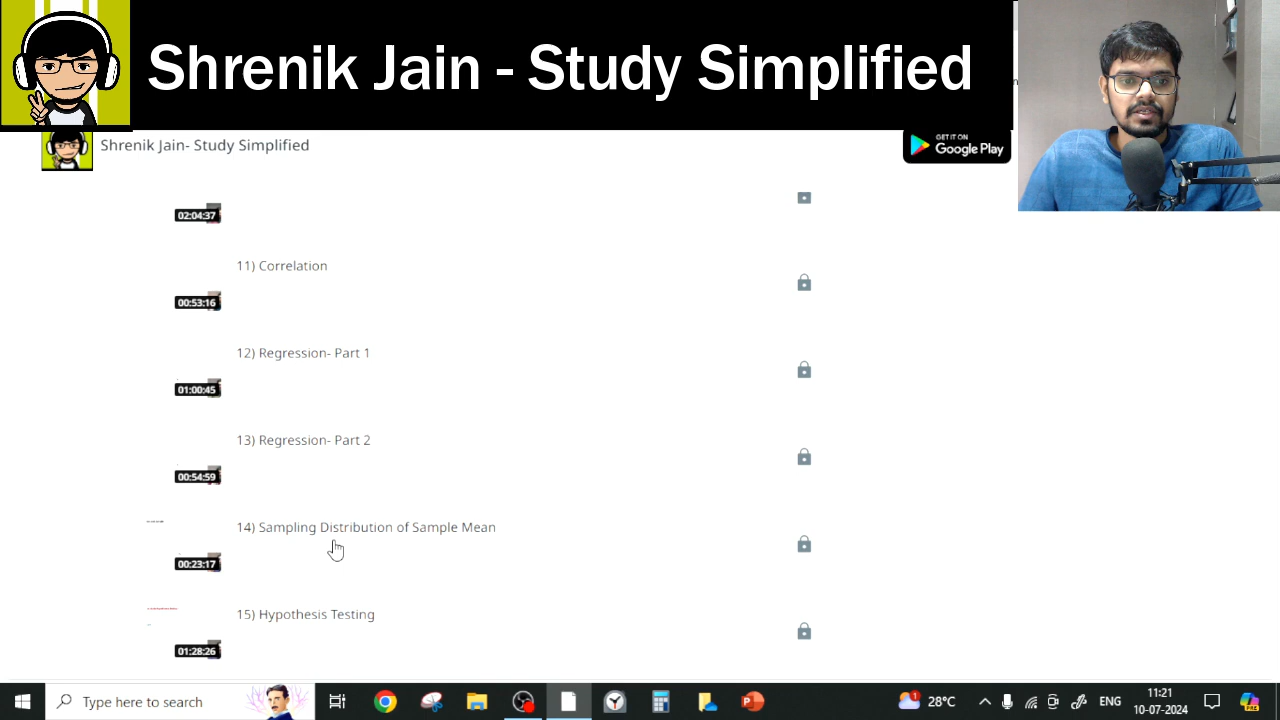 Shrenik Jain - Study Simplified
Shrenik Jain- Study Simplified
GET IT ON
Google Play
02:04:37
11) Correlation
00:53:16
12) Regression- Part 1
01:00:45
13) Regression- Part 2
00:54:59
14) Sampling Distribution of Sample Mean
00:23:17
15) Hypothesis Testing
01:28:26
Type here to search
1
28°C
ENG
11:21
10-07-2024
PRE